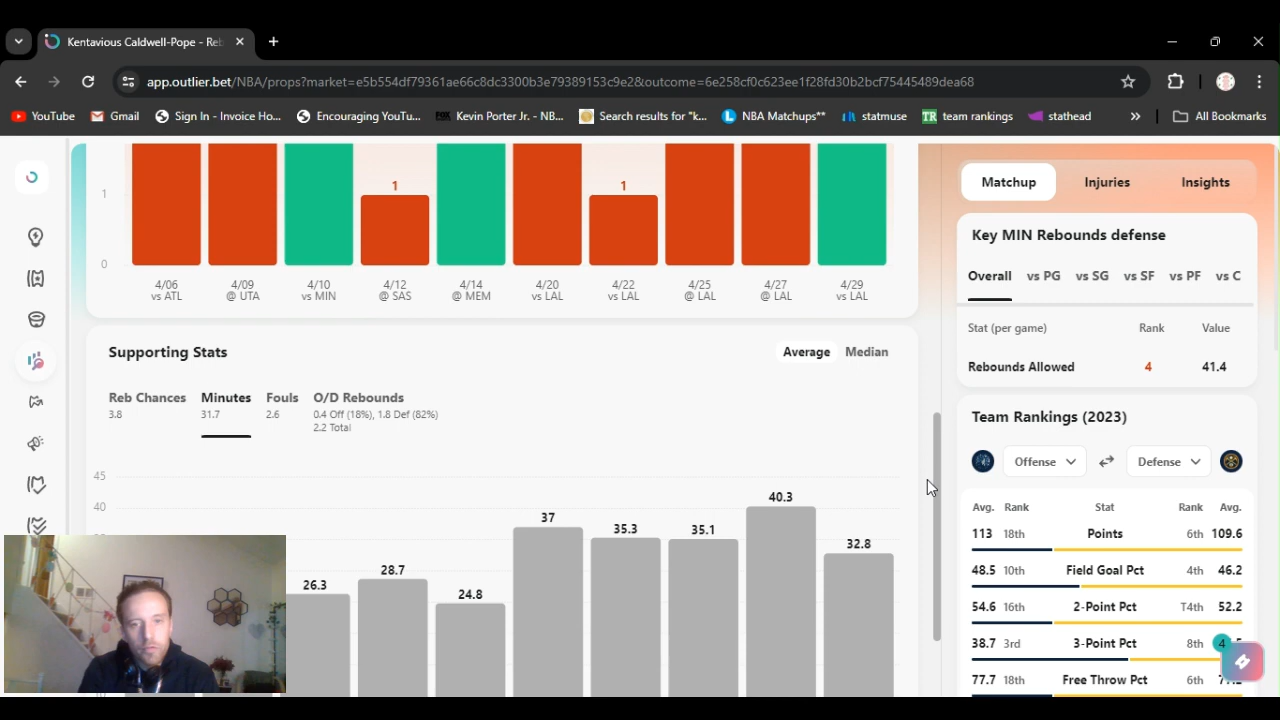 Kentavious Caldwell-Pope - Reb
app.outlier.bet/NBA/props?market=e5b554df79361ae66c8dc3300b3e79389153c9e2&outcome=6e258cf0c623ee1f28fd30b2bcf75445489dea68
YouTube Gmail Sign In - Invoice Ho... Encouraging YouTu... FOX Kevin Porter Jr. - NB... Search results for "k... NBA Matchups** statmuse TR team rankings stathead » All Bookmarks
1 1 1
0
4/06 4/09 4/10 4/12 4/14 4/20 4/22 4/25 4/27 4/29
vs ATL @ UTA vs MIN @ SAS @ MEM vs LAL vs LAL @ LAL @ LAL vs LAL
Supporting Stats
Average Median
Reb Chances Minutes Fouls O/D Rebounds
3.8 31.7 2.6 0.4 Off (18%), 1.8 Def (82%)
2.2 Total
45
40
26.3 28.7 24.8 37 35.3 35.1 40.3 32.8
Matchup Injuries Insights
Key MIN Rebounds defense
Overall vs PG vs SG vs SF vs PF vs C
Stat (per game) Rank Value
Rebounds Allowed 4 41.4
Team Rankings (2023)
Offense Defense
Avg. Rank Stat Rank Avg.
113 18th Points 6th 109.6
48.5 10th Field Goal Pct 4th 46.2
54.6 16th 2-Point Pct T4th 52.2
38.7 3rd 3-Point Pct 8th
4
77.7 18th Free Throw Pct 6th